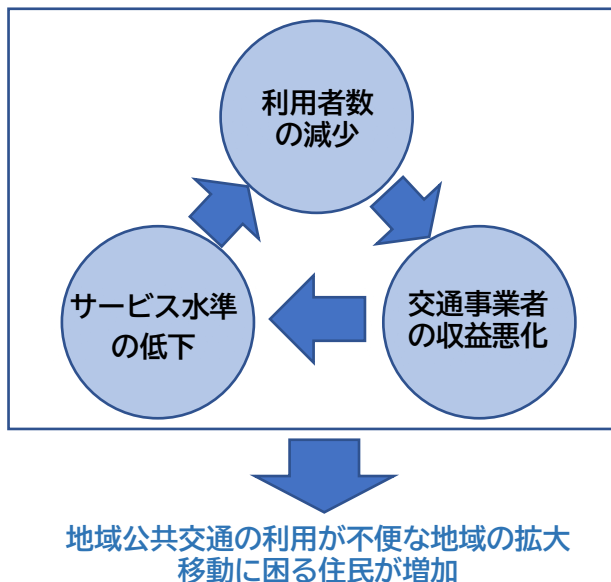 利用者数
の減少
交通事業者
の収益悪化
サービス水準
の低下
地域公共交通の利用が不便な地域の拡大
移動に困る住民が増加